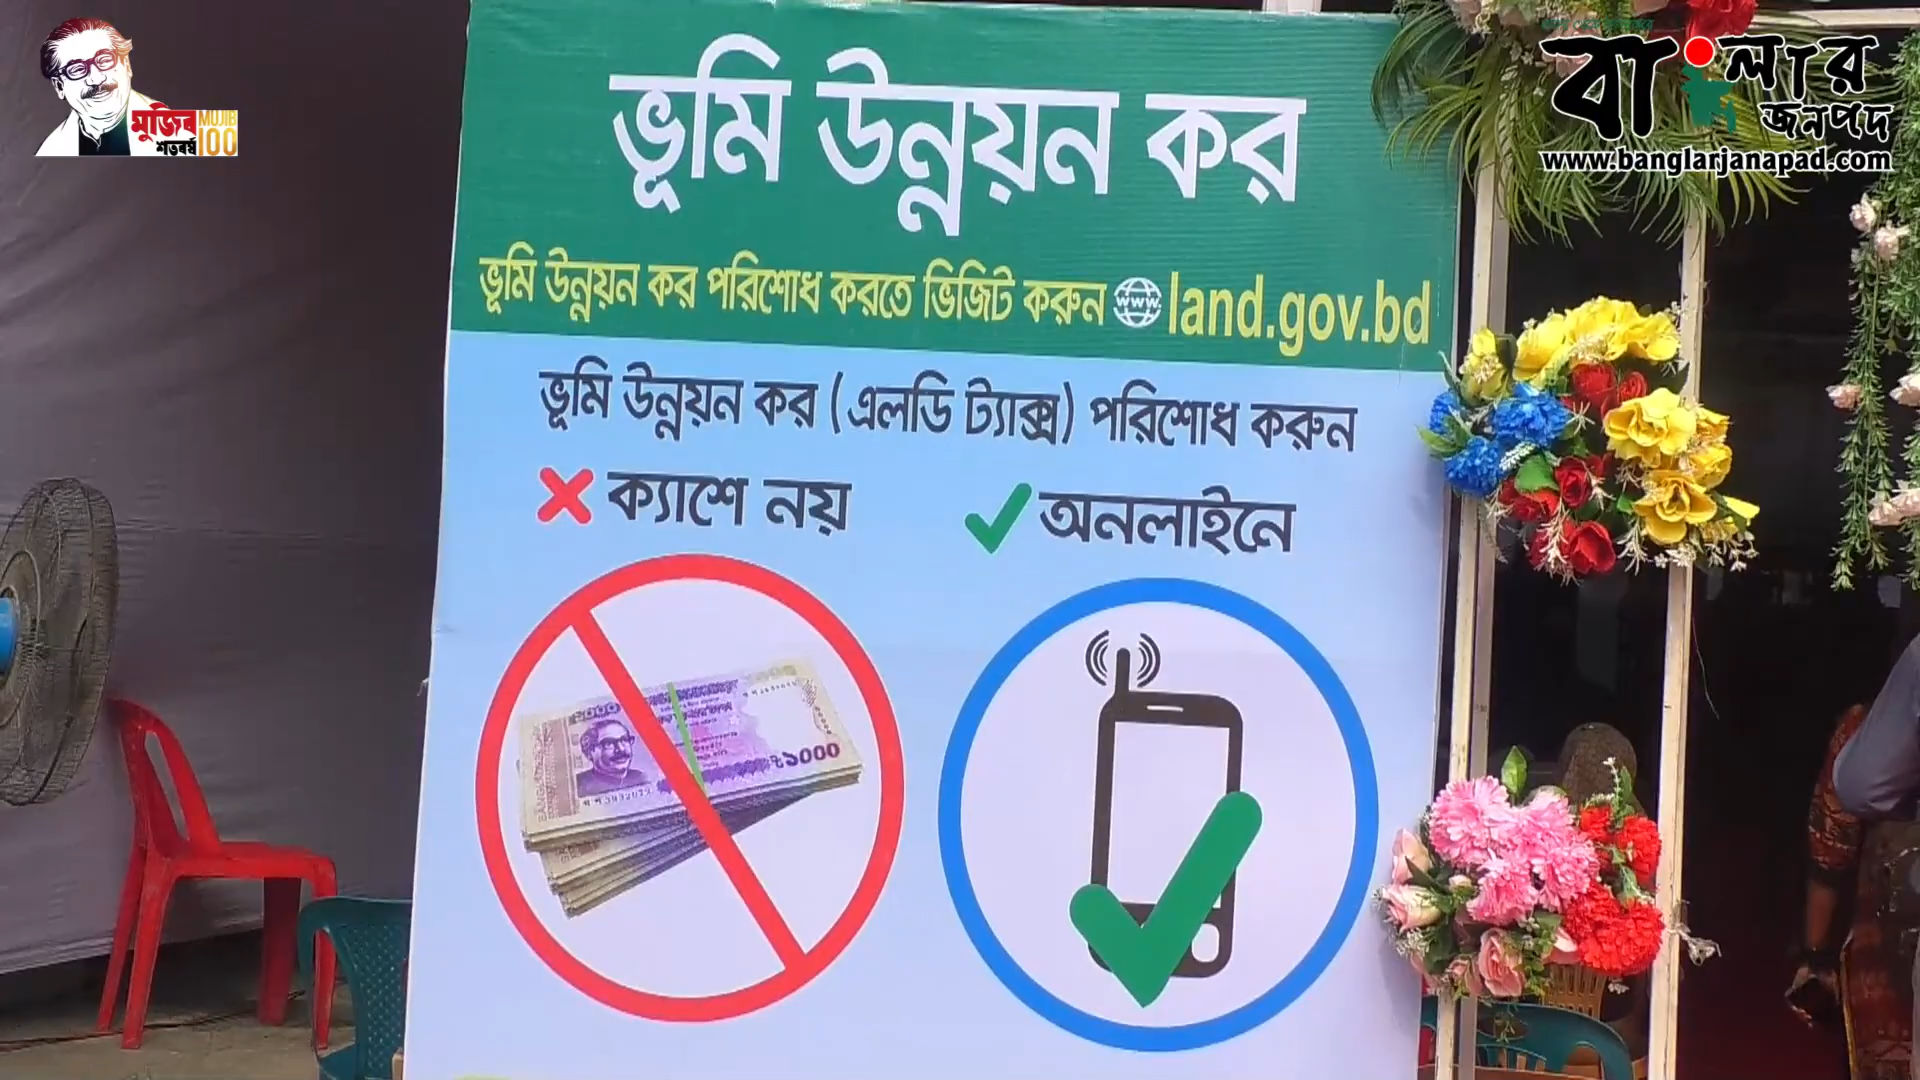 মুজিব
শতবর্ষ
MUJIB
100
বাংলার
জনপদ
www.banglarjanapad.com
ভূমি উন্নয়ন কর
ভূমি উন্নয়ন কর পরিশোধ করতে ভিজিট করুন www. land.gov.bd
ভূমি উন্নয়ন কর (এলডি ট্যাক্স) পরিশোধ করুন
ক্যাশে নয়
অনলাইনে
৳১০০০